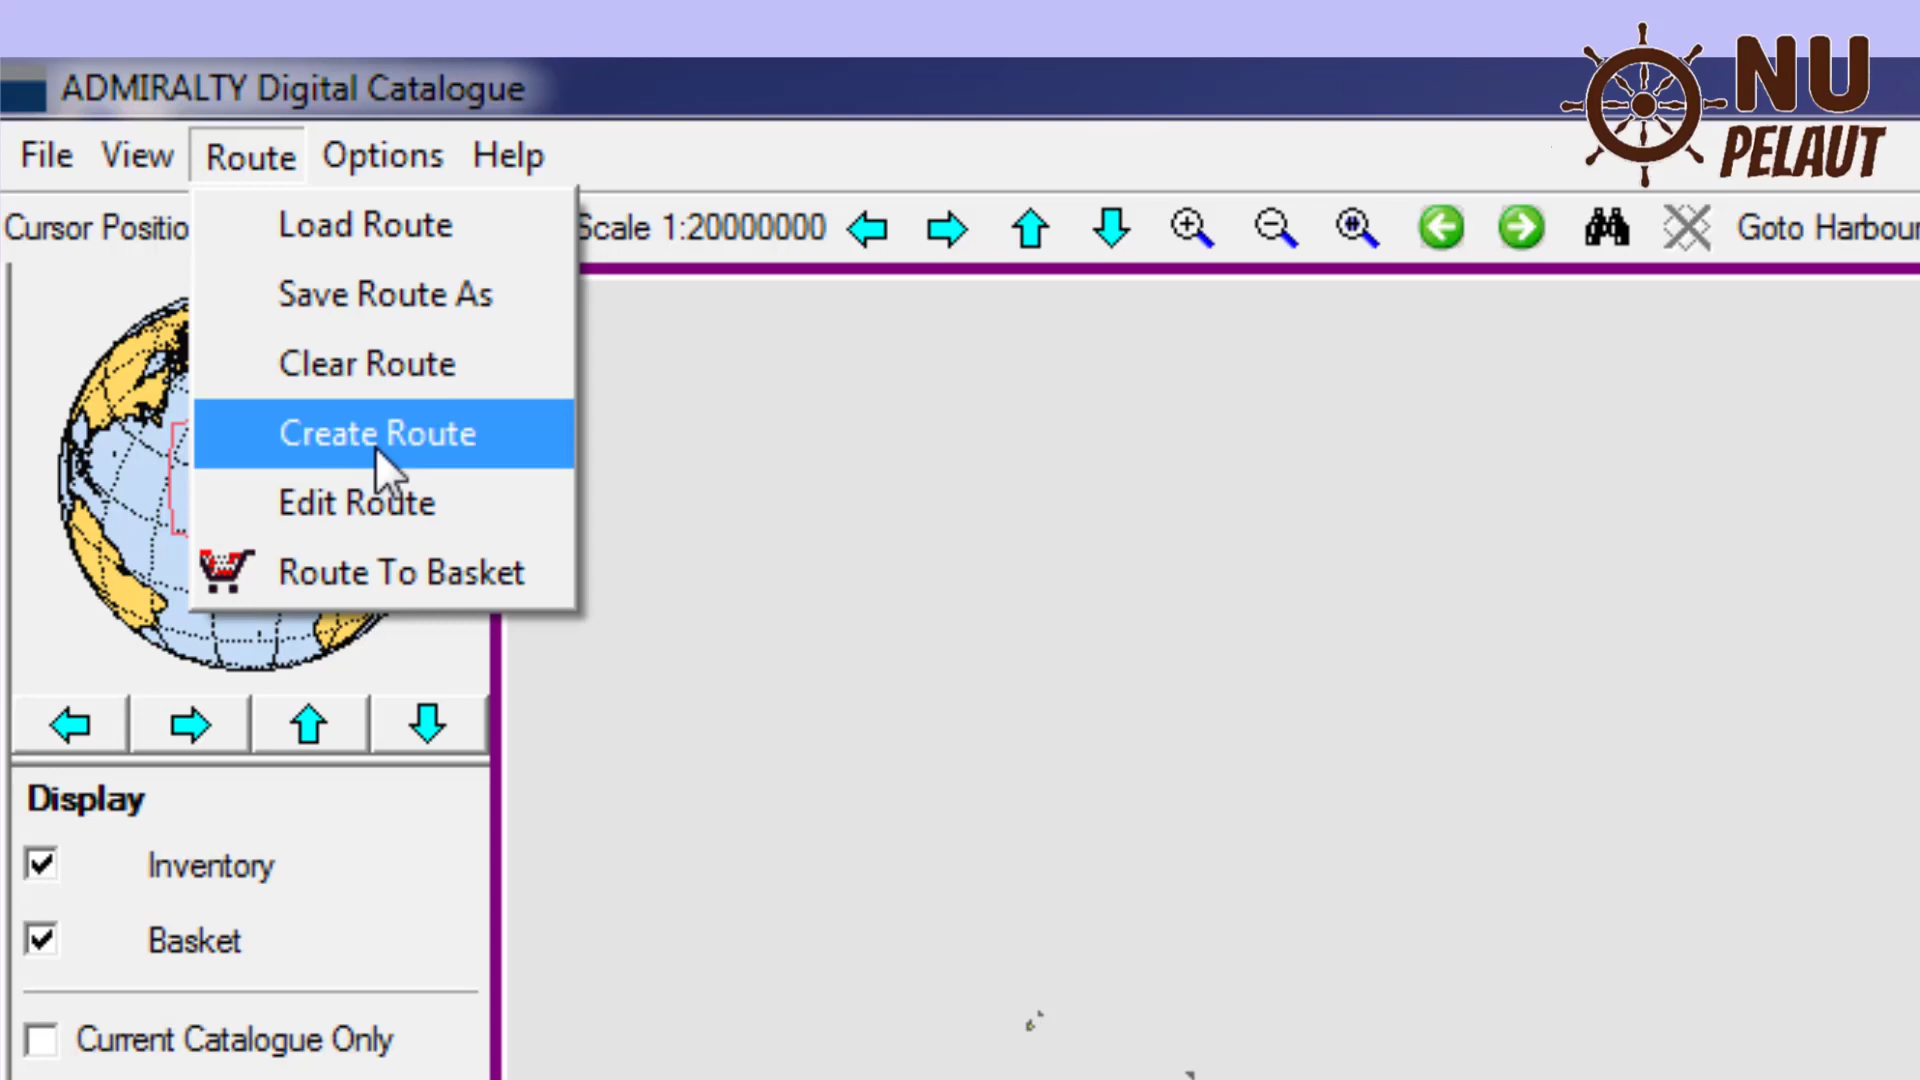 NU
PELAUT
ADMIRALTY Digital Catalogue
File View Route Options Help
Cursor Positio
Scale 1:20000000
Goto Harbour
Load Route
Save Route As
Clear Route
Create Route
Edit Route
Route To Basket
Display
Inventory
Basket
Current Catalogue Only